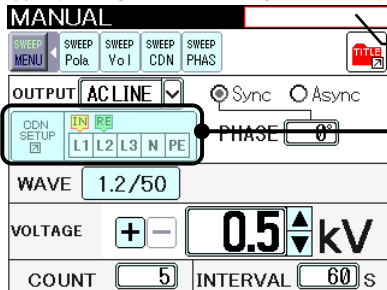 MANUAL
SWEEP MENU SWEEP Pola SWEEP Vol SWEEP CDN SWEEP PHAS TITLE
OUTPUT AC LINE Sync Async
CDN SETUP IN RE L1 L2 L3 N PE PHASE 0°
WAVE 1.2/50
VOLTAGE + − 0.5 kV
COUNT 5 INTERVAL 60 s